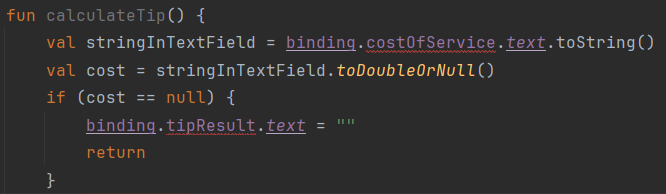 fun calculateTip() {
    val stringInTextField = binding.costOfService.text.toString()
    val cost = stringInTextField.toDoubleOrNull()
    if (cost == null) {
        binding.tipResult.text = ""
        return
    }